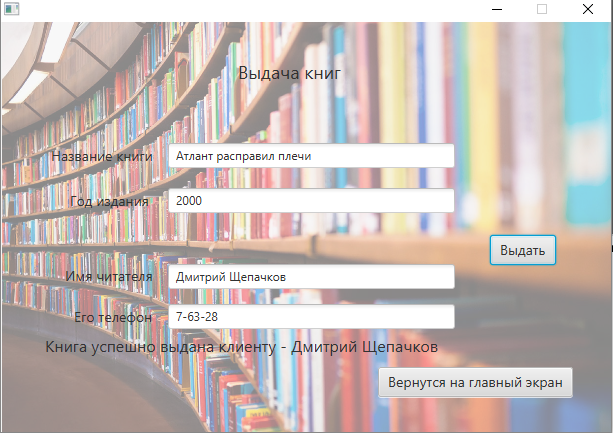 Выдача книг
Название книги Атлант расправил плечи
Год издания 2000
Выдать
Имя читателя Дмитрий Щепачков
Его телефон 7-63-28
Книга успешно выдана клиенту - Дмитрий Щепачков
Вернутся на главный экран